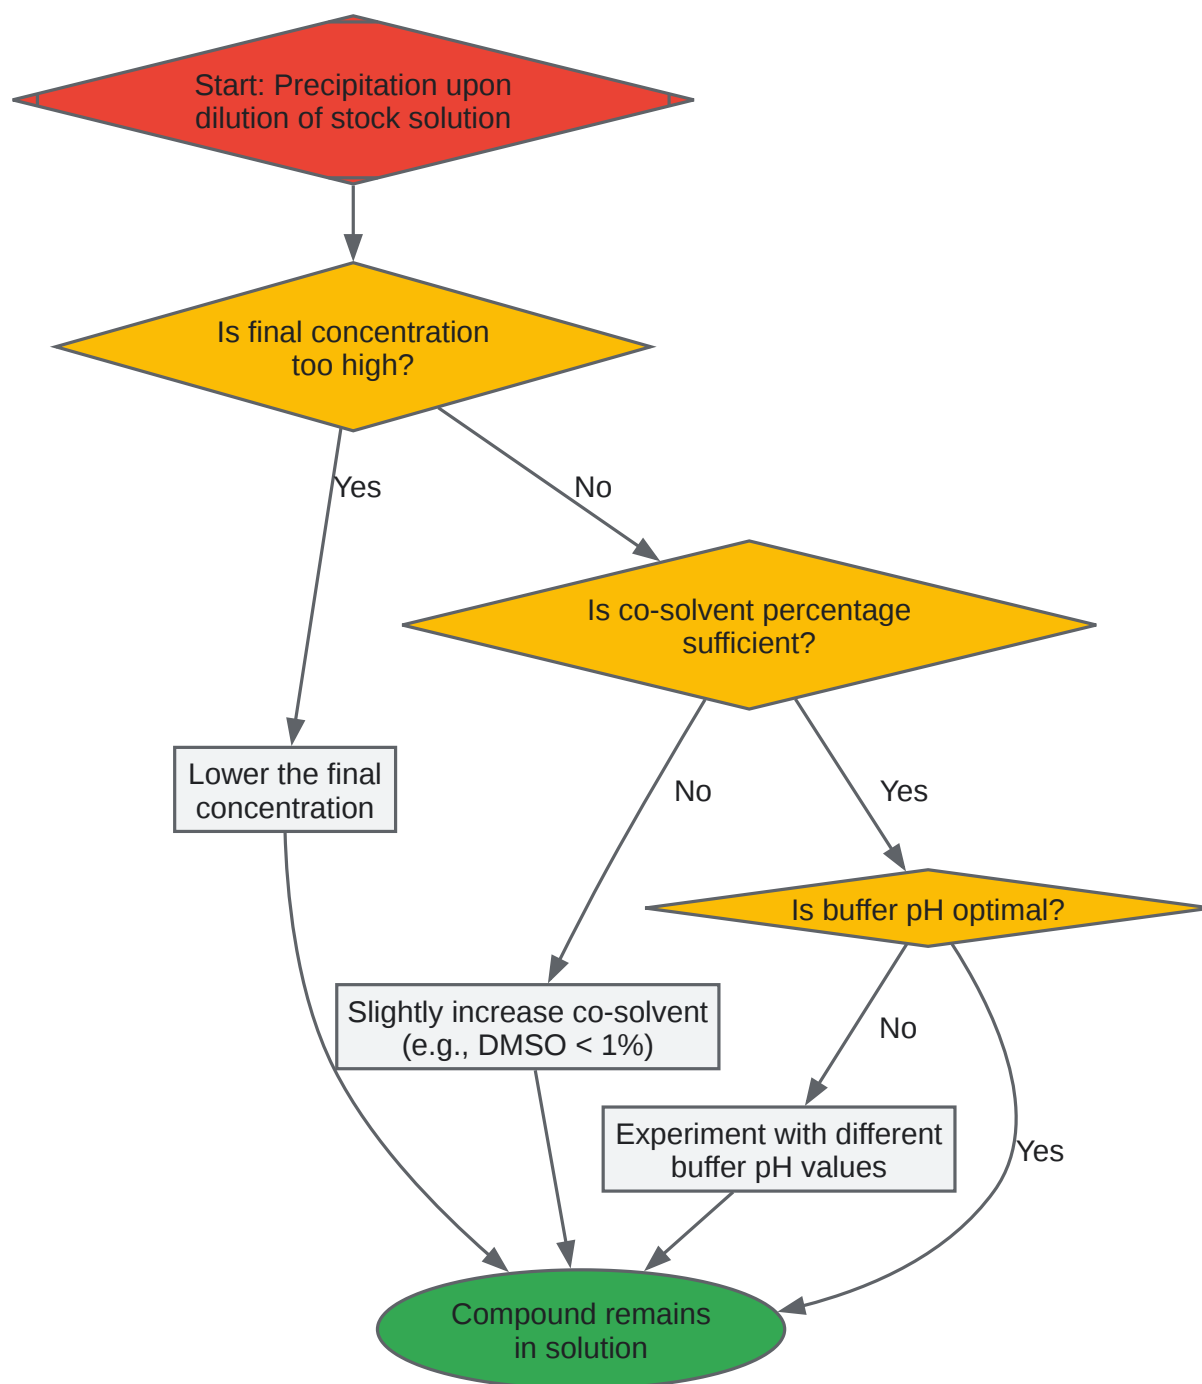 Start: Precipitation upon
dilution of stock solution
Is final concentration
too high?
Yes
No
Is co-solvent percentage
sufficient?
Lower the final
concentration
No
Yes
Is buffer pH optimal?
Slightly increase co-solvent
(e.g., DMSO < 1%)
No
Experiment with different
buffer pH values
Yes
Compound remains
in solution